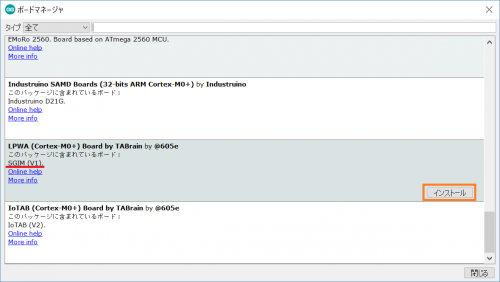 ボードマネージャ
タイプ 全て
EMoRo 2560. Board based on ATmega 2560 MCU.
Online help
More info
Industruino SAMD Boards (32-bits ARM Cortex-M0+) by Industruino
このパッケージに含まれているボード：
Industruino D21G.
Online help
More info
LPWA (Cortex-M0+) Board by TABrain by @605e
このパッケージに含まれているボード：
SGIM (V1).
Online help
More info
インストール
IoTAB (Cortex-M0+) Board by TABrain by @605e
このパッケージに含まれているボード：
IoTAB (V2).
Online help
More info
閉じる